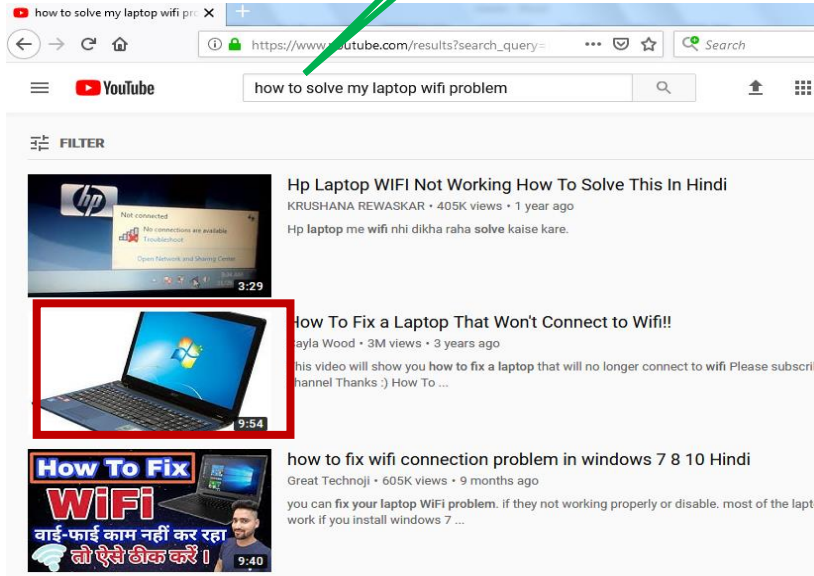 how to solve my laptop wifi pro
https://www.youtube.com/results?search_query=
Search
YouTube
how to solve my laptop wifi problem
FILTER
hp
Not connected
No connections are available
Troubleshoot
Open Network and Sharing Center
3:29
Hp Laptop WIFI Not Working How To Solve This In Hindi
KRUSHANA REWASKAR • 405K views • 1 year ago
Hp laptop me wifi nhi dikha raha solve kaise kare.
9:54
How To Fix a Laptop That Won't Connect to Wifi!!
ayla Wood • 3M views • 3 years ago
his video will show you how to fix a laptop that will no longer connect to wifi Please subscri
hannel Thanks :) How To ...
How To Fix
WiFi
वाई-फाई काम नहीं कर रहा
तो ऐसे ठीक करें।
9:40
how to fix wifi connection problem in windows 7 8 10 Hindi
Great Technoji • 605K views • 9 months ago
you can fix your laptop WiFi problem. if they not working properly or disable. most of the lapt
work if you install windows 7 ...